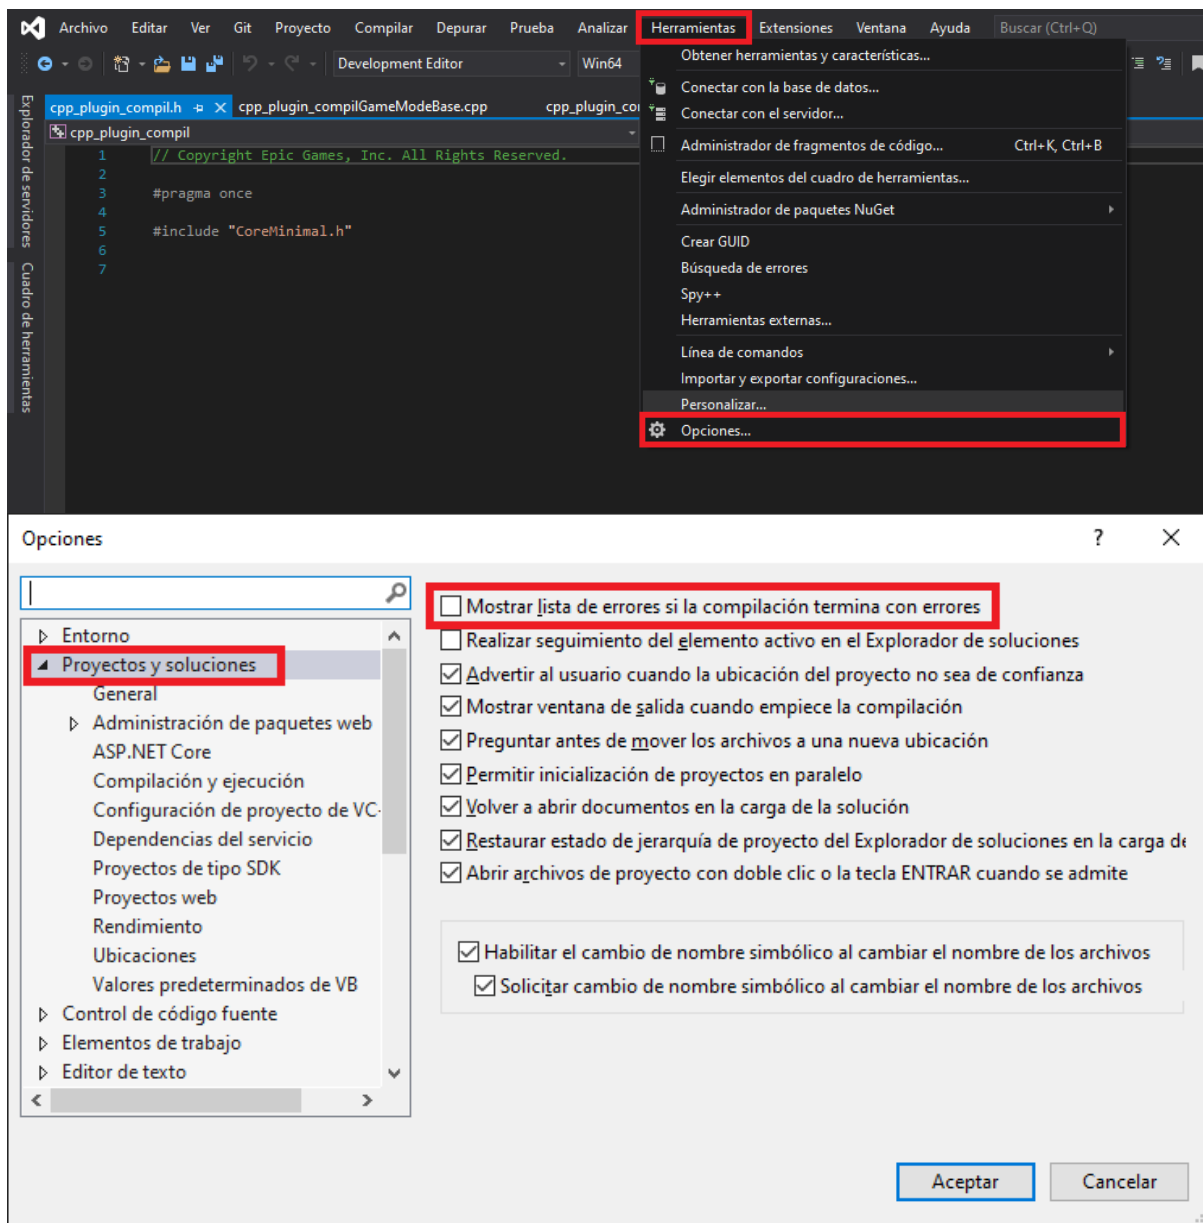 Archivo Editar Ver Git Proyecto Compilar Depurar Prueba Analizar Herramientas Extensiones Ventana Ayuda Buscar (Ctrl+Q)
Development Editor Win64
Explorador de servidores
Cuadro de herramientas
cpp_plugin_compil.h cpp_plugin_compilGameModeBase.cpp
cpp_plugin_compil
1 // Copyright Epic Games, Inc. All Rights Reserved.
2
3 #pragma once
4
5 #include "CoreMinimal.h"
6
7
Obtener herramientas y características...
Conectar con la base de datos...
Conectar con el servidor...
Administrador de fragmentos de código... Ctrl+K, Ctrl+B
Elegir elementos del cuadro de herramientas...
Administrador de paquetes NuGet
Crear GUID
Búsqueda de errores
Spy++
Herramientas externas...
Línea de comandos
Importar y exportar configuraciones...
Personalizar...
Opciones...
Opciones ?
Entorno
Proyectos y soluciones
General
Administración de paquetes web
ASP.NET Core
Compilación y ejecución
Configuración de proyecto de VC-
Dependencias del servicio
Proyectos de tipo SDK
Proyectos web
Rendimiento
Ubicaciones
Valores predeterminados de VB
Control de código fuente
Elementos de trabajo
Editor de texto
Mostrar lista de errores si la compilación termina con errores
Realizar seguimiento del elemento activo en el Explorador de soluciones
Advertir al usuario cuando la ubicación del proyecto no sea de confianza
Mostrar ventana de salida cuando empiece la compilación
Preguntar antes de mover los archivos a una nueva ubicación
Permitir inicialización de proyectos en paralelo
Volver a abrir documentos en la carga de la solución
Restaurar estado de jerarquía de proyecto del Explorador de soluciones en la carga de
Abrir archivos de proyecto con doble clic o la tecla ENTRAR cuando se admite
Habilitar el cambio de nombre simbólico al cambiar el nombre de los archivos
Solicitar cambio de nombre simbólico al cambiar el nombre de los archivos
Aceptar Cancelar